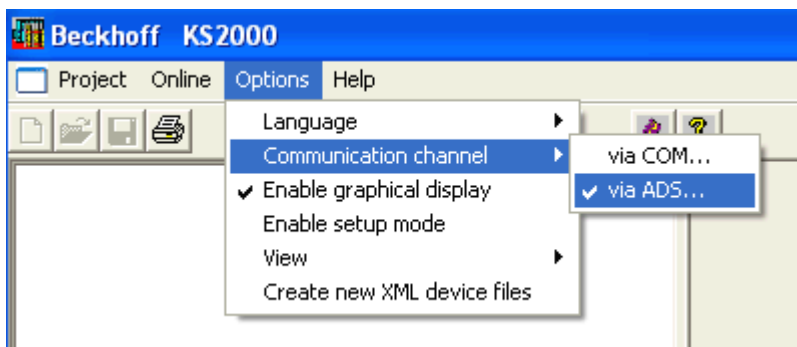 Beckhoff KS2000
Project Online Options Help
Language
Communication channel
via COM...
Enable graphical display
via ADS...
Enable setup mode
View
Create new XML device files